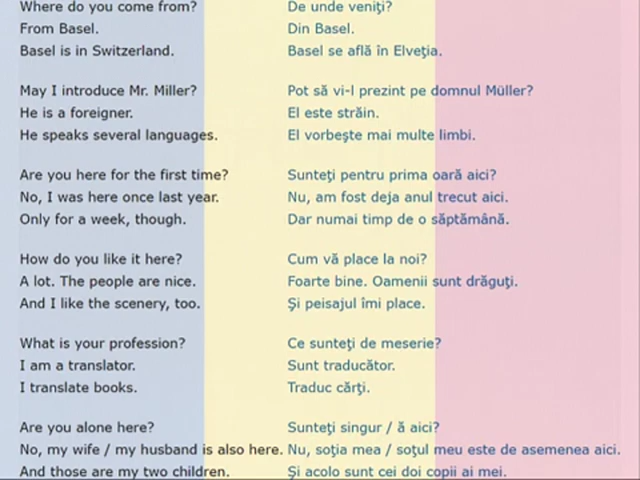 Where do you come from? De unde veniţi?
From Basel. Din Basel.
Basel is in Switzerland. Basel se află în Elveţia.
May I introduce Mr. Miller? Pot să vi-l prezint pe domnul Müller?
He is a foreigner. El este străin.
He speaks several languages. El vorbeşte mai multe limbi.
Are you here for the first time? Sunteţi pentru prima oară aici?
No, I was here once last year. Nu, am fost deja anul trecut aici.
Only for a week, though. Dar numai timp de o săptămână.
How do you like it here? Cum vă place la noi?
A lot. The people are nice. Foarte bine. Oamenii sunt drăguţi.
And I like the scenery, too. Şi peisajul îmi place.
What is your profession? Ce sunteţi de meserie?
I am a translator. Sunt traducător.
I translate books. Traduc cărţi.
Are you alone here? Sunteţi singur / ă aici?
No, my wife / my husband is also here. Nu, soţia mea / soţul meu este de asemenea aici.
And those are my two children. Şi acolo sunt cei doi copii ai mei.